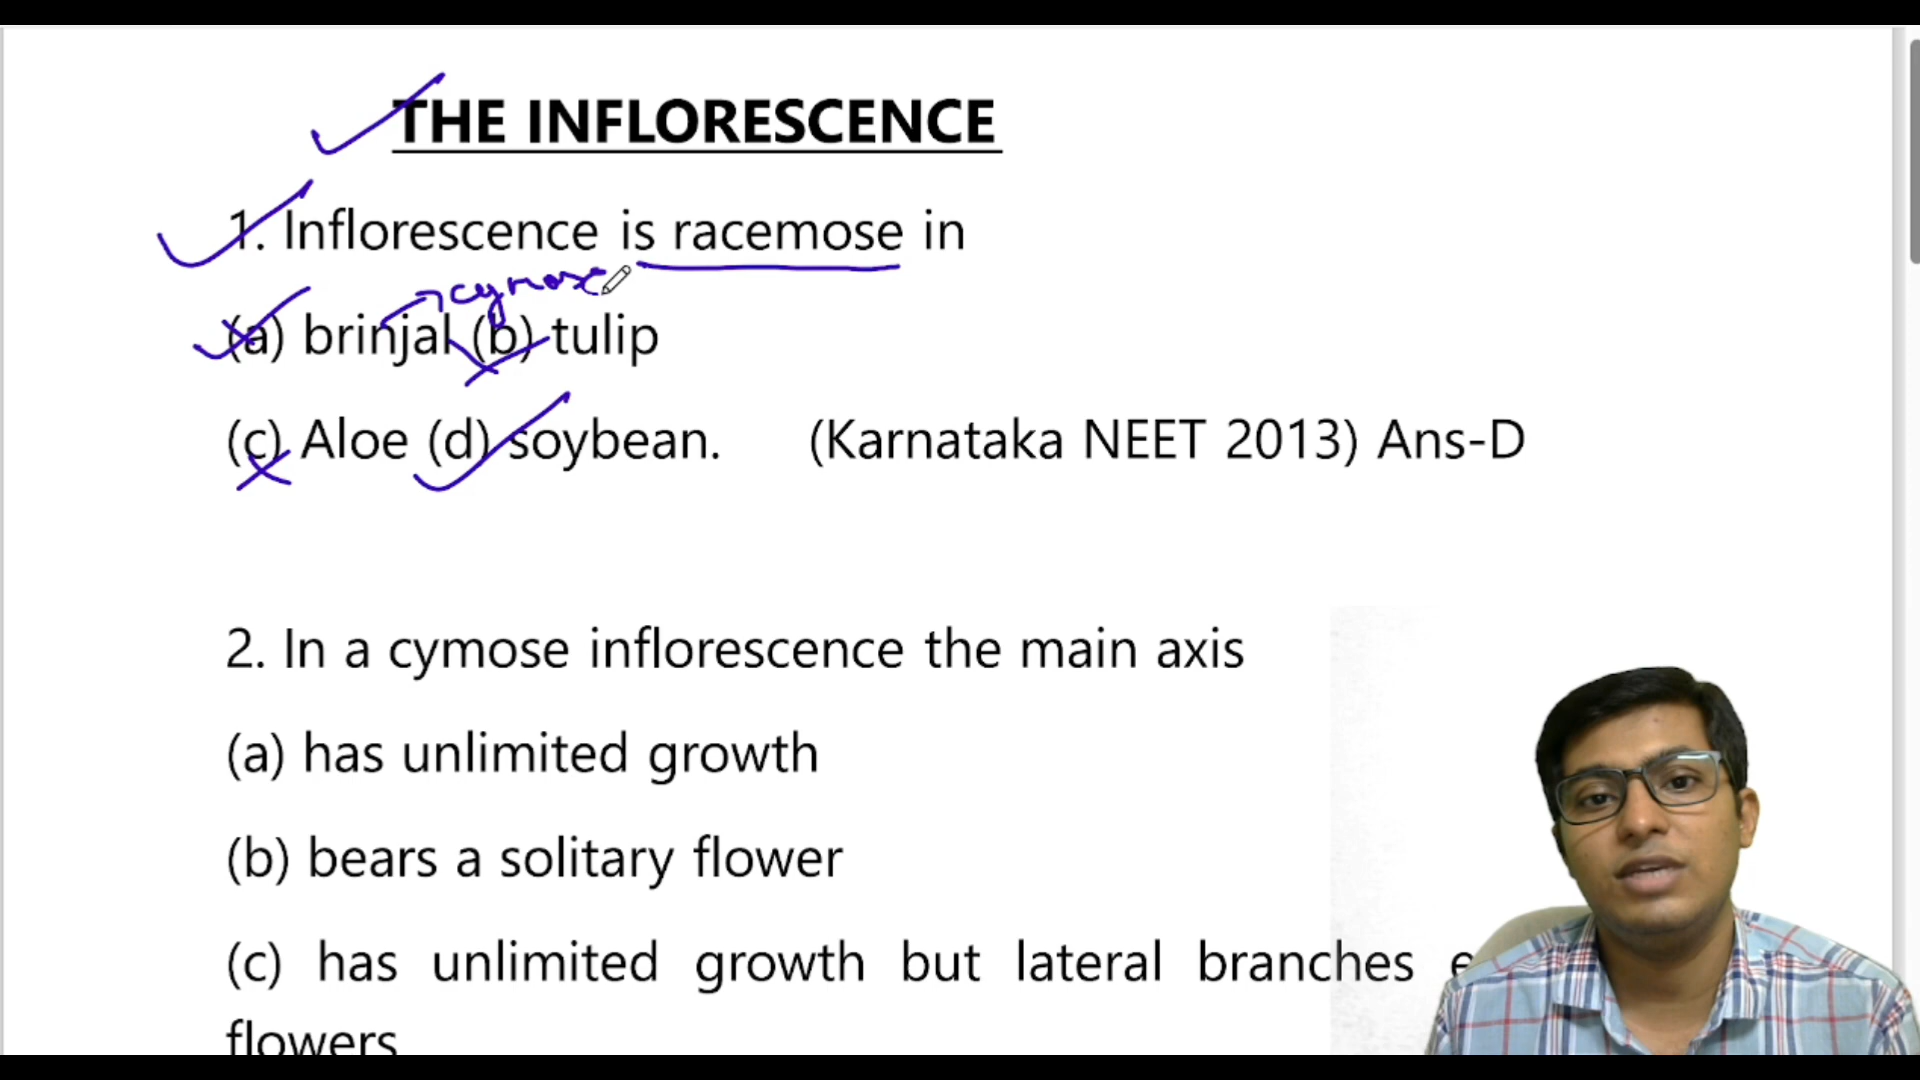 THE INFLORESCENCE
1. Inflorescence is racemose in
cymose
(a) brinjal (b) tulip
(c) Aloe (d) soybean. (Karnataka NEET 2013) Ans-D
2. In a cymose inflorescence the main axis
(a) has unlimited growth
(b) bears a solitary flower
(c) has unlimited growth but lateral branches
flowers